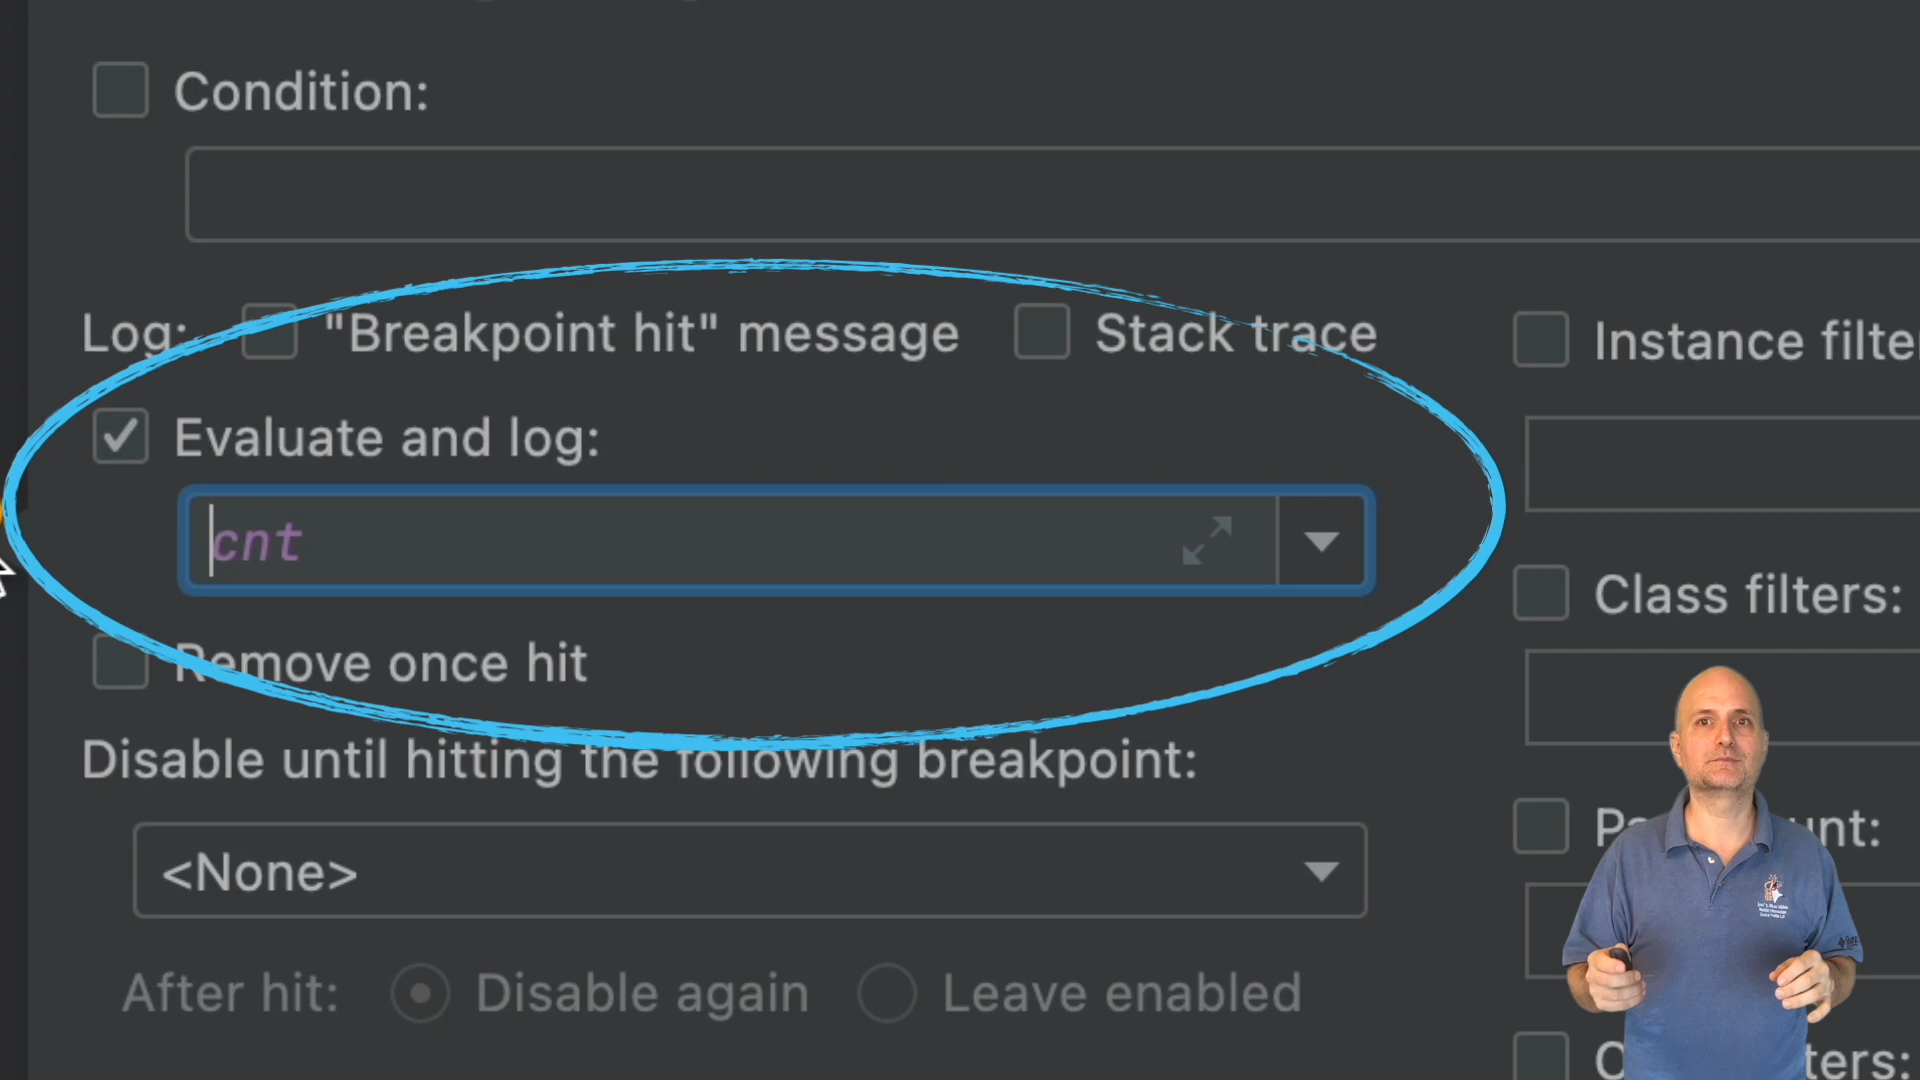 Condition:
Log: "Breakpoint hit" message Stack trace
Instance filter
Evaluate and log:
cnt
Class filters:
Remove once hit
Disable until hitting the following breakpoint:
<None>
After hit: Disable again Leave enabled